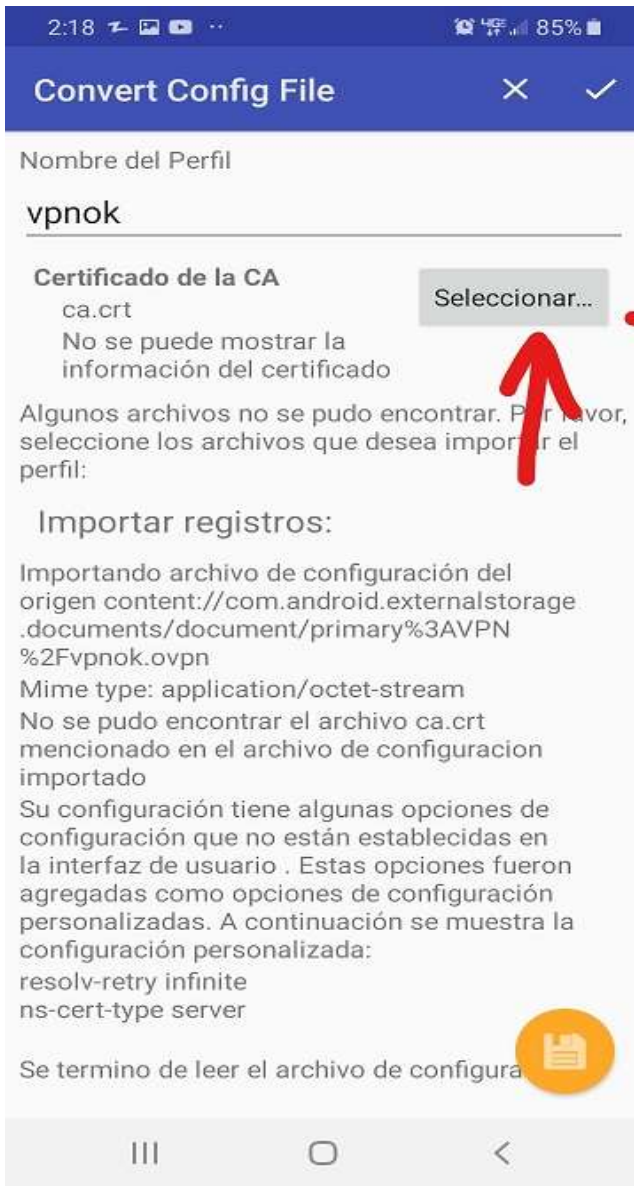 2:18
4GE 85%
Convert Config File
Nombre del Perfil
vpnok
Certificado de la CA
Seleccionar...
ca.crt
No se puede mostrar la
información del certificado
Algunos archivos no se pudo encontrar. favor,
seleccione los archivos que desea importar el
perfil:
Importar registros:
Importando archivo de configuración del
origen content://com.android.externalstorage
.documents/document/primary%3AVPN
%2Fvpnok.ovpn
Mime type: application/octet-stream
No se pudo encontrar el archivo ca.crt
mencionado en el archivo de configuracion
importado
Su configuración tiene algunas opciones de
configuración que no están establecidas en
la interfaz de usuario . Estas opciones fueron
agregadas como opciones de configuración
personalizadas. A continuación se muestra la
configuración personalizada:
resolv-retry infinite
ns-cert-type server
Se termino de leer el archivo de configura